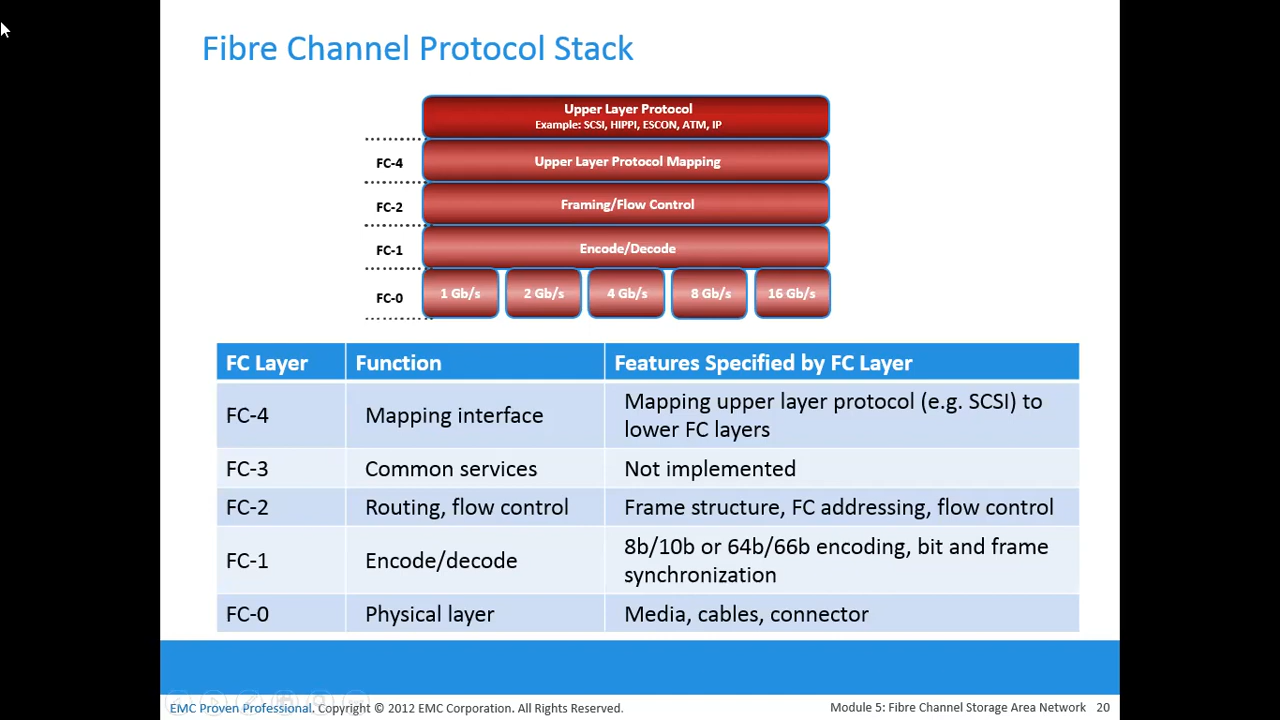 Fibre Channel Protocol Stack
Upper Layer Protocol
Example: SCSI, HIPPI, ESCON, ATM, IP
FC-4
Upper Layer Protocol Mapping
FC-2
Framing/Flow Control
FC-1
Encode/Decode
FC-0
1 Gb/s
2 Gb/s
4 Gb/s
8 Gb/s
16 Gb/s
FC Layer
Function
Features Specified by FC Layer
FC-4
Mapping interface
Mapping upper layer protocol (e.g. SCSI) to
lower FC layers
FC-3
Common services
Not implemented
FC-2
Routing, flow control
Frame structure, FC addressing, flow control
FC-1
Encode/decode
8b/10b or 64b/66b encoding, bit and frame
synchronization
FC-0
Physical layer
Media, cables, connector
EMC Proven Professional. Copyright © 2012 EMC Corporation. All Rights Reserved.
Module 5: Fibre Channel Storage Area Network 20